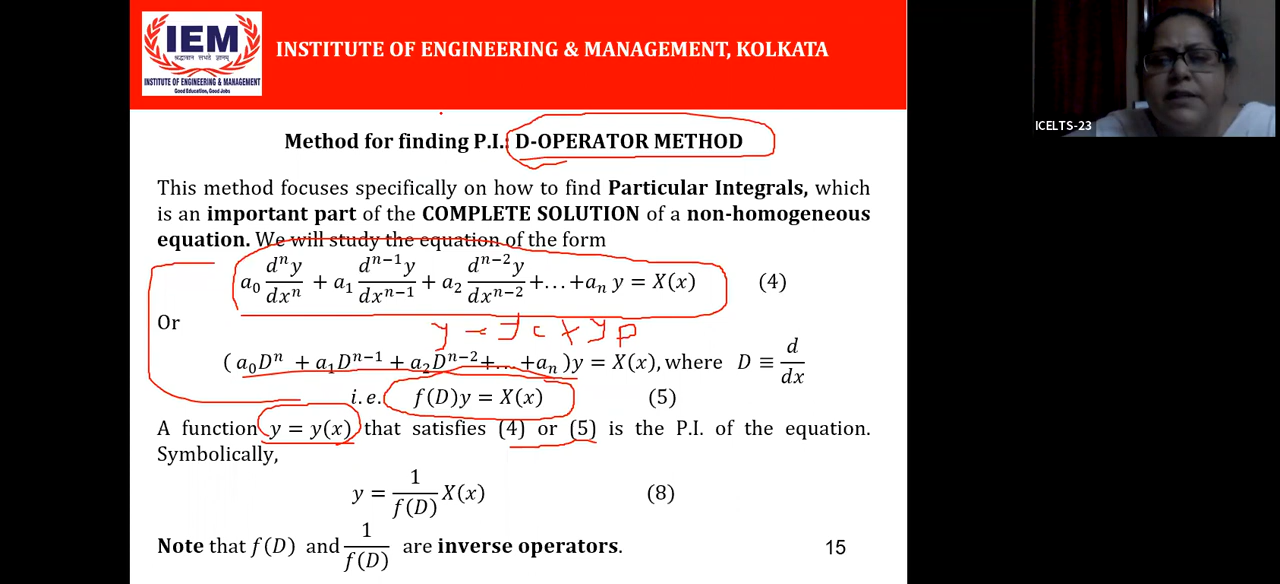 IEM
श्रद्धावान लभते ज्ञानम्
INSTITUTE OF ENGINEERING & MANAGEMENT
Good Education, Good Jobs
INSTITUTE OF ENGINEERING & MANAGEMENT, KOLKATA
ICELTS-23
Method for finding P.I.: D-OPERATOR METHOD
This method focuses specifically on how to find Particular Integrals, which
is an important part of the COMPLETE SOLUTION of a non-homogeneous
equation. We will study the equation of the form
a₀ dⁿy/dxⁿ + a₁ dⁿ⁻¹y/dxⁿ⁻¹ + a₂ dⁿ⁻²y/dxⁿ⁻² +...+aₙ y = X(x) (4)
Or
y = yc + yp
( a₀Dⁿ + a₁Dⁿ⁻¹ + a₂Dⁿ⁻²+...+aₙ )y = X(x), where D ≡ d/dx
i.e. f(D)y = X(x) (5)
A function y = y(x) that satisfies (4) or (5) is the P.I. of the equation.
Symbolically,
y = 1/f(D) X(x) (8)
Note that f(D) and 1/f(D) are inverse operators.
15